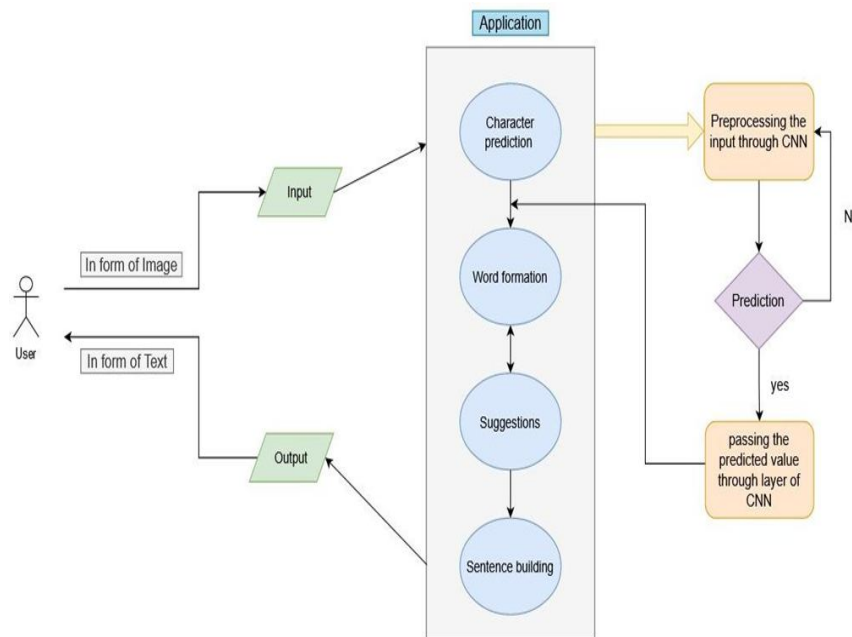 Application
Character
prediction
Preprocessing the
input through CNN
Input
N
In form of Image
Word formation
Prediction
User
In form of Text
yes
Suggestions
Output
passing the
predicted value
through layer of
CNN
Sentence building